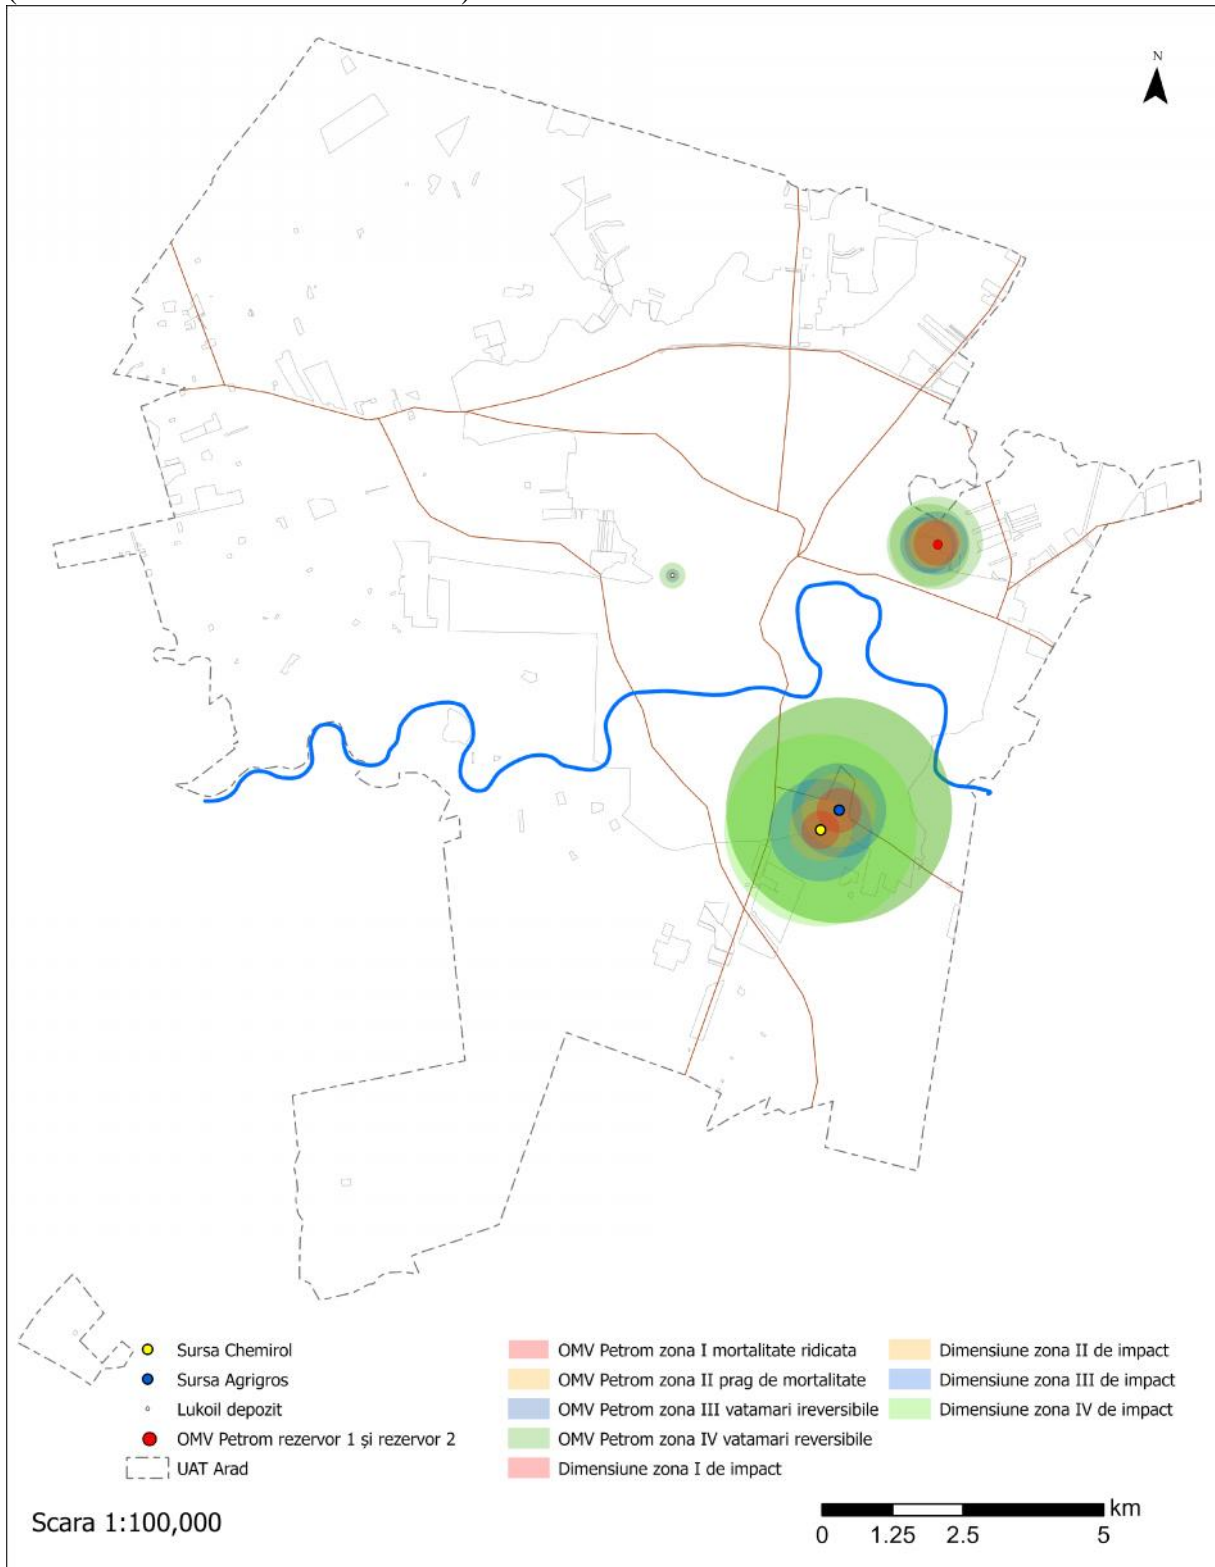 N
Sursa Chemirol
Sursa Agrigros
Lukoil depozit
OMV Petrom rezervor 1 și rezervor 2
UAT Arad
OMV Petrom zona I mortalitate ridicata
OMV Petrom zona II prag de mortalitate
OMV Petrom zona III vatamari ireversibile
OMV Petrom zona IV vatamari reversibile
Dimensiune zona I de impact
Dimensiune zona II de impact
Dimensiune zona III de impact
Dimensiune zona IV de impact
Scara 1:100,000
km
0 1.25 2.5 5